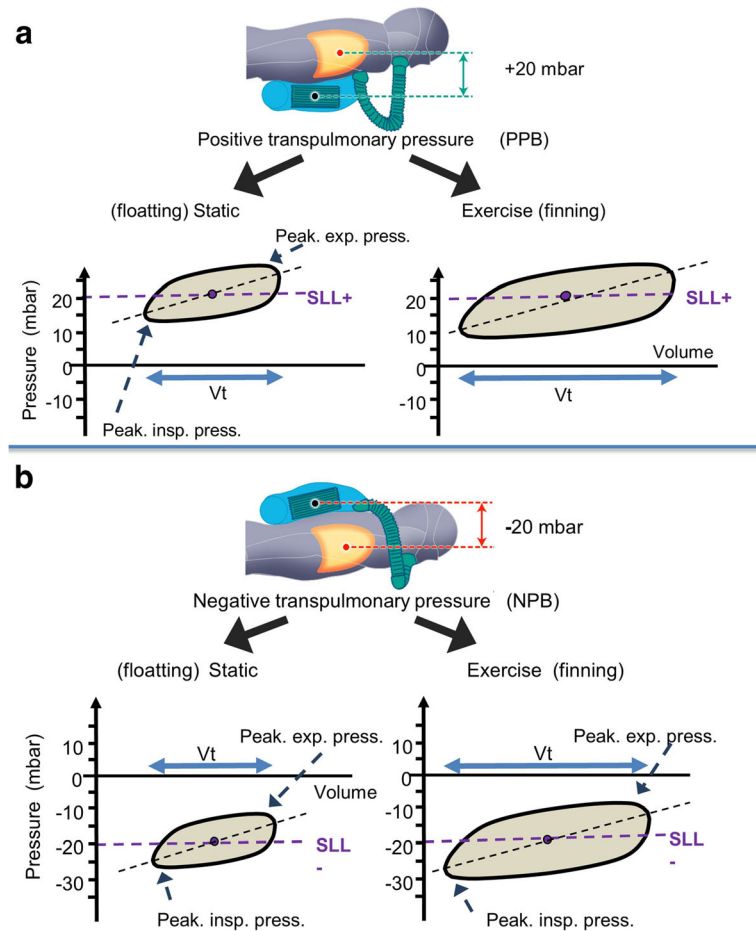 a
+20 mbar
Positive transpulmonary pressure (PPB)
(floatting) Static
Exercise (finning)
Peak. exp. press.
Pressure (mbar)
20
10
0
-10
SLL+
Vt
Peak. insp. press.
20
10
0
-10
SLL+
Volume
Vt
b
-20 mbar
Negative transpulmonary pressure (NPB)
(floatting) Static
Exercise (finning)
Pressure (mbar)
10
0
-10
-20
-30
Vt
Peak. exp. press.
Volume
SLL
-
Peak. insp. press.
10
0
-10
-20
-30
Vt
Peak. exp. press.
SLL
-
Peak. insp. press.